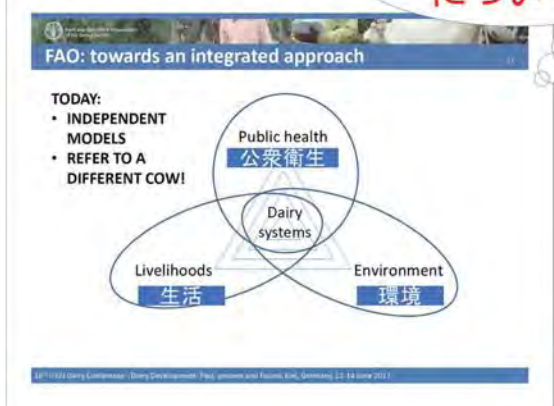 FAO: towards an integrated approach
TODAY:
• INDEPENDENT
MODELS
• REFER TO A
DIFFERENT COW!
Public health
公衆衛生
Dairy
systems
Livelihoods
生活
Environment
環境